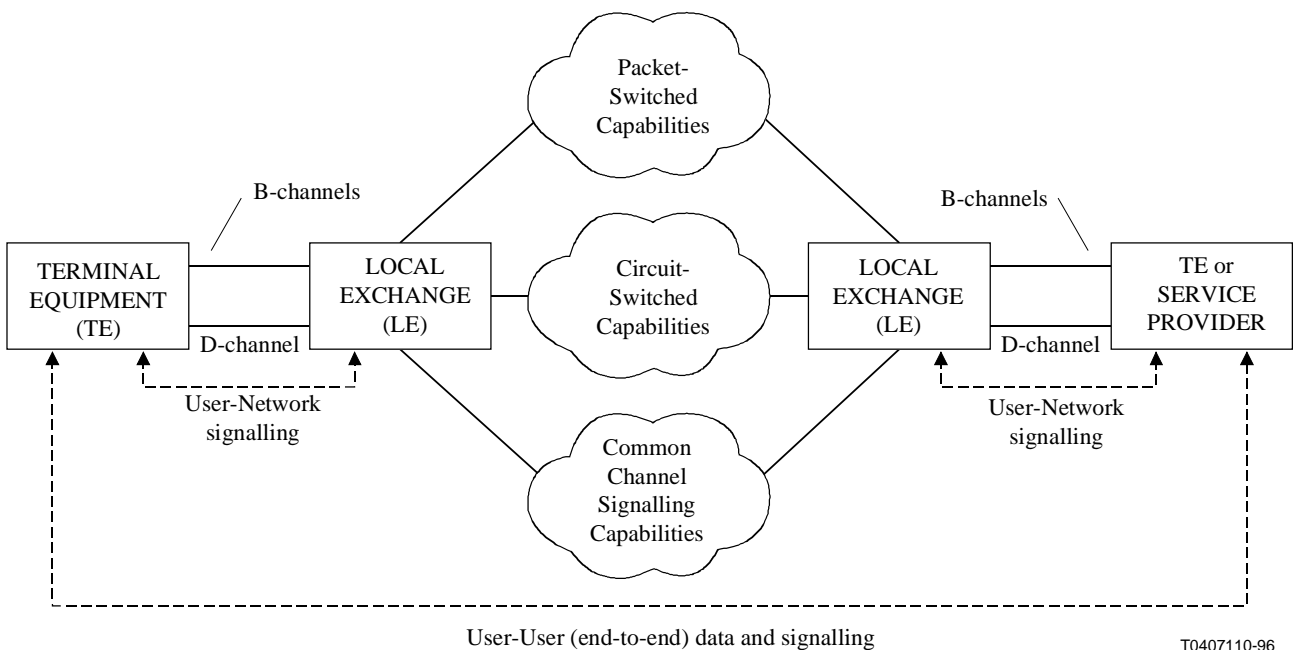 Packet-
Switched
Capabilities
B-channels
B-channels
TERMINAL
EQUIPMENT
(TE)
LOCAL
EXCHANGE
(LE)
Circuit-
Switched
Capabilities
LOCAL
EXCHANGE
(LE)
TE or
SERVICE
PROVIDER
D-channel
D-channel
User-Network
signalling
User-Network
signalling
Common
Channel
Signalling
Capabilities
User-User (end-to-end) data and signalling
T0407110-96